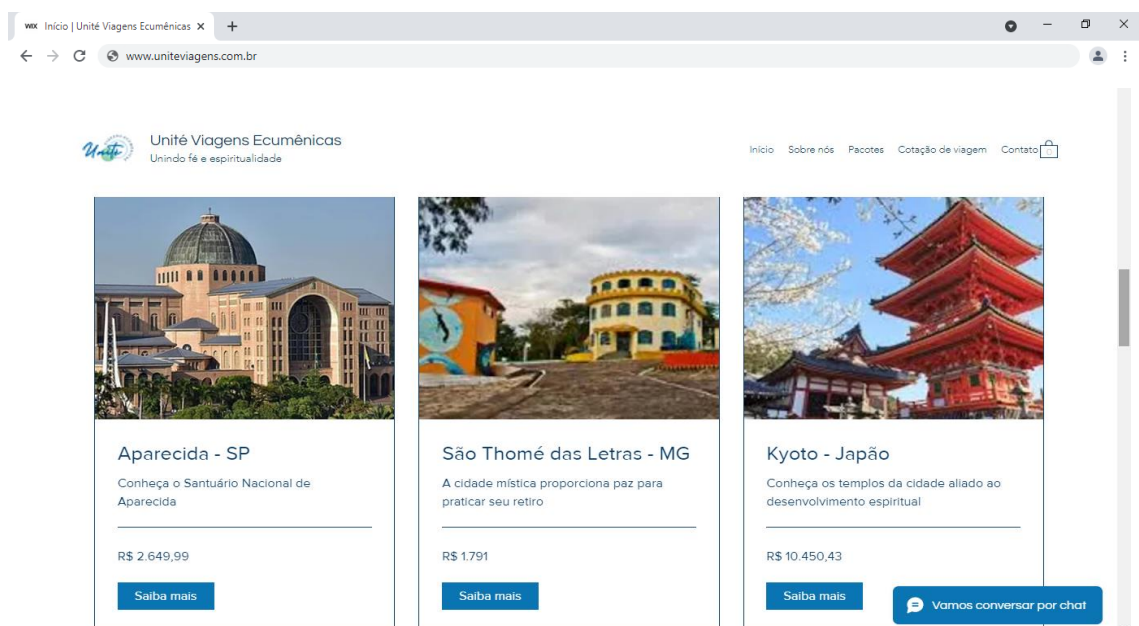 WIX Início | Unité Viagens Ecumênicas
www.uniteviagens.com.br
Unité
Unité Viagens Ecumênicas
Unindo fé e espiritualidade
Início Sobre nós Pacotes Cotação de viagem Contato 0
Aparecida - SP
Conheça o Santuário Nacional de
Aparecida
R$ 2.649,99
Saiba mais
São Thomé das Letras - MG
A cidade mística proporciona paz para
praticar seu retiro
R$ 1.791
Saiba mais
Kyoto - Japão
Conheça os templos da cidade aliado ao
desenvolvimento espiritual
R$ 10.450,43
Saiba mais
Vamos conversar por chat